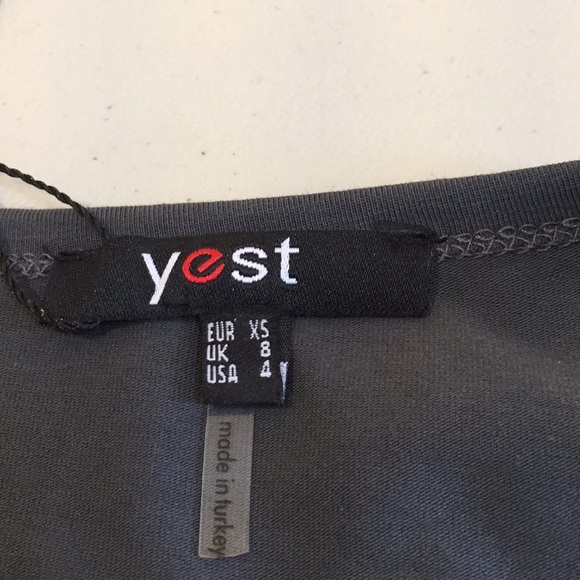 yest
EUR XS
UK 8
USA 4
made in turkey